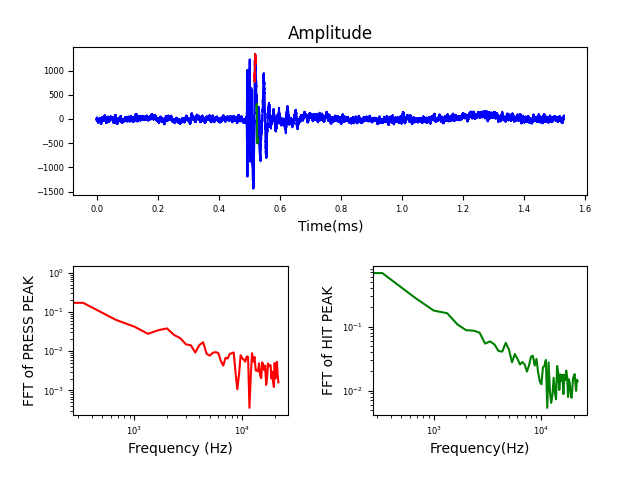 Amplitude
1000
500
0
−500
−1000
−1500
0.0 0.2 0.4 0.6 0.8 1.0 1.2 1.4 1.6
Time(ms)
FFT of PRESS PEAK
10⁰
10⁻¹
10⁻²
10⁻³
10³ 10⁴
Frequency (Hz)
FFT of HIT PEAK
10⁻¹
10⁻²
10³ 10⁴
Frequency(Hz)